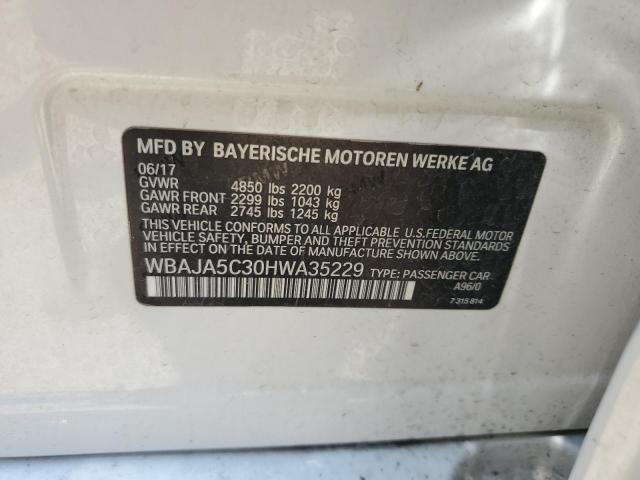 MFD BY BAYERISCHE MOTOREN WERKE AG
06/17
GVWR 4850 lbs 2200 kg
GAWR FRONT 2299 lbs 1043 kg
GAWR REAR 2745 lbs 1245 kg
THIS VEHICLE CONFORMS TO ALL APPLICABLE U.S.FEDERAL MOTOR
VEHICLE SAFETY, BUMPER, AND THEFT PREVENTION STANDARDS
IN EFFECT ON THE DATE OF MANUFACTURE SHOWN ABOVE.
WBAJA5C30HWA35229 TYPE: PASSENGER CAR
A96/0
7 315 814